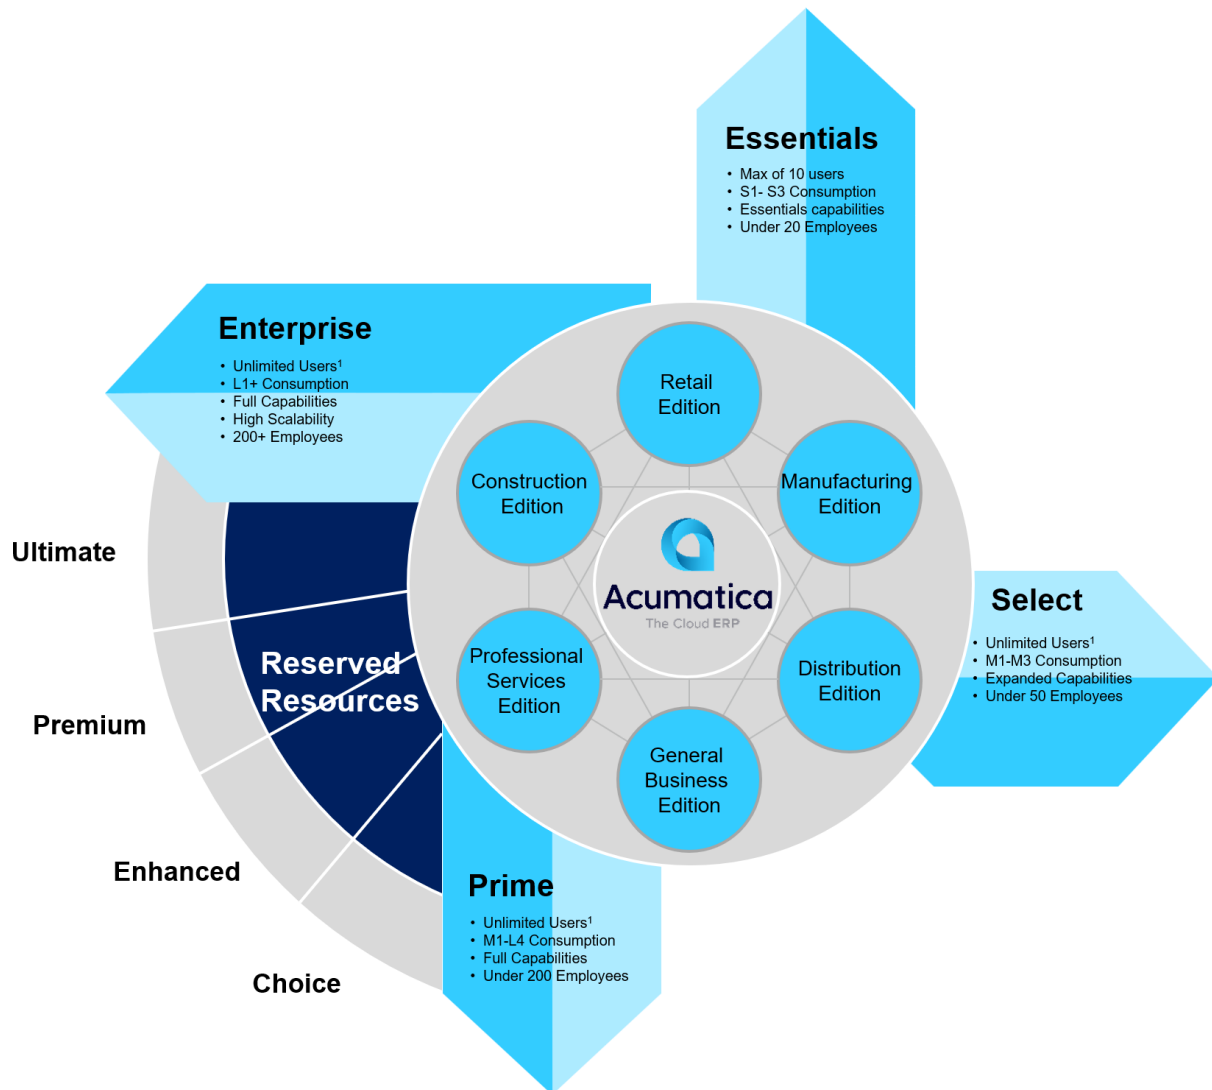 Essentials
• Max of 10 users
• S1- S3 Consumption
• Essentials capabilities
• Under 20 Employees
Enterprise
• Unlimited Users¹
• L1+ Consumption
• Full Capabilities
• High Scalability
• 200+ Employees
Retail
Edition
Construction
Edition
Manufacturing
Edition
Acumatica
The Cloud ERP
Professional
Services
Edition
Distribution
Edition
General
Business
Edition
Select
• Unlimited Users¹
• M1-M3 Consumption
• Expanded Capabilities
• Under 50 Employees
Reserved
Resources
Ultimate
Premium
Enhanced
Choice
Prime
• Unlimited Users¹
• M1-L4 Consumption
• Full Capabilities
• Under 200 Employees